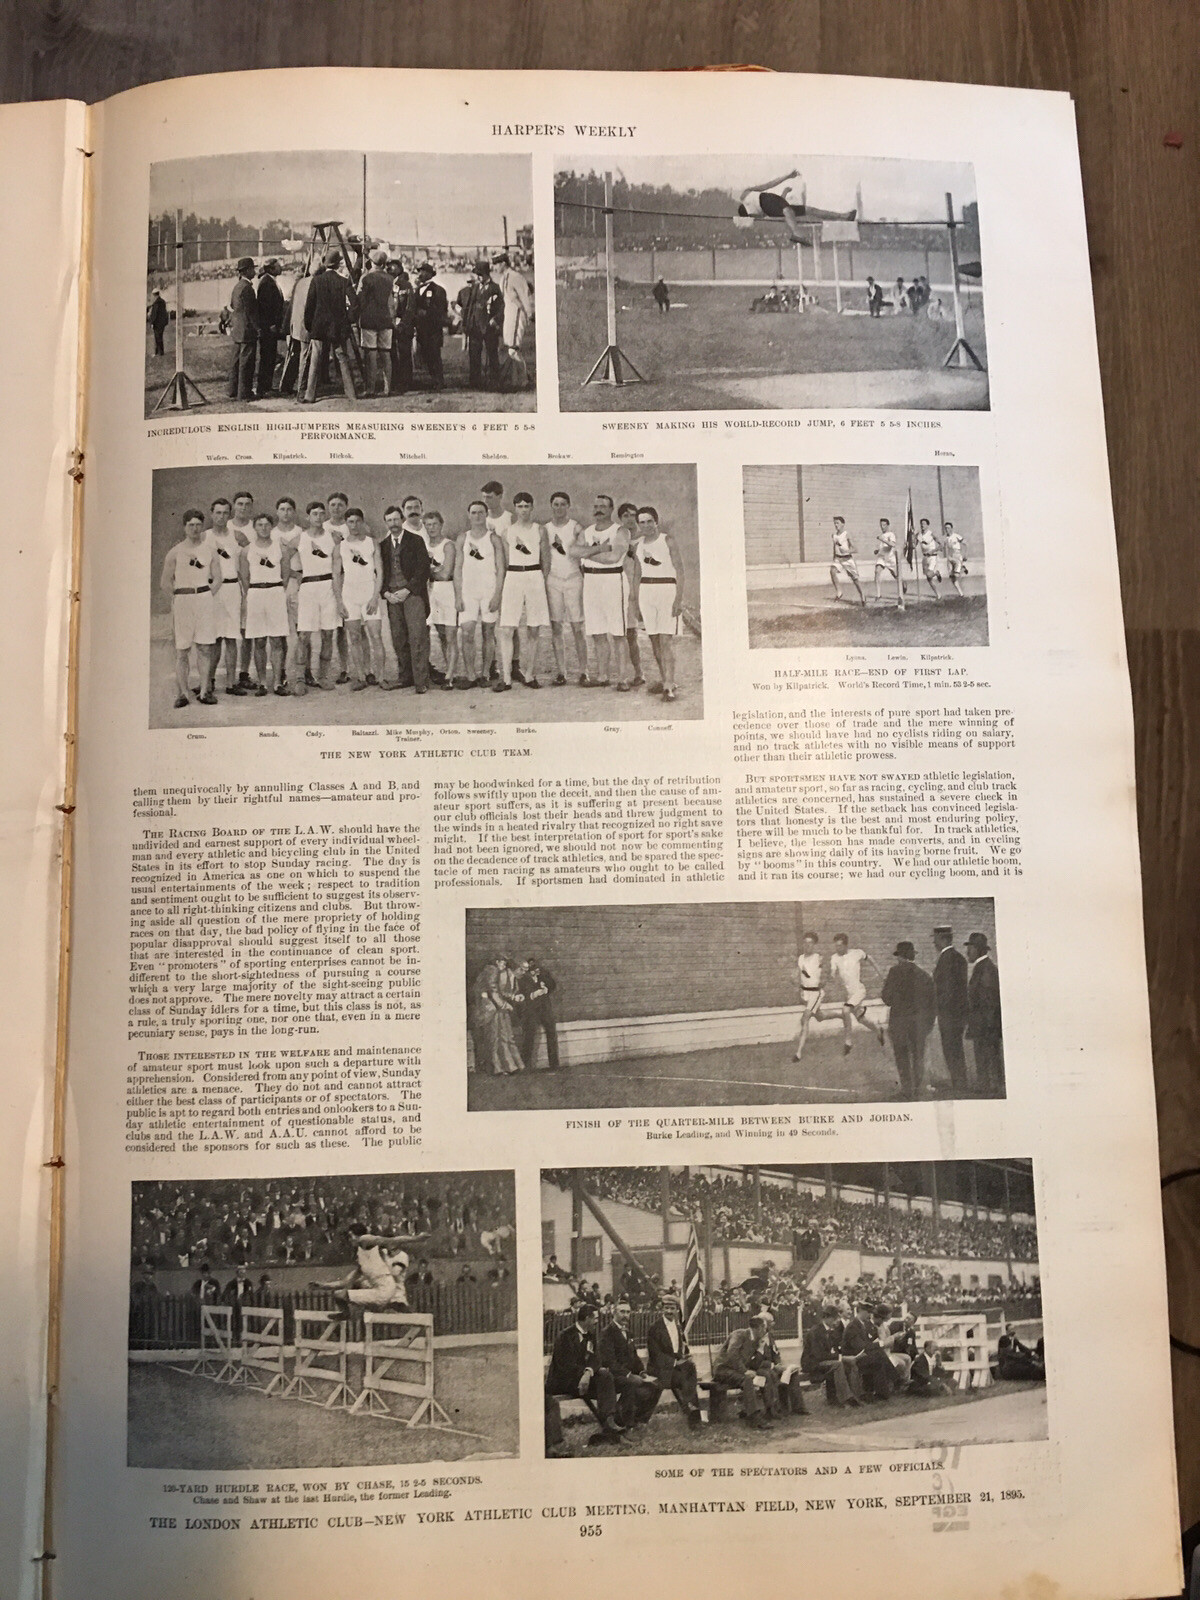 HARPER'S WEEKLY
INCREDULOUS ENGLISH HIGH-JUMPERS MEASURING SWEENEY'S 6 FEET 5 5-8
PERFORMANCE.
SWEENEY MAKING HIS WORLD-RECORD JUMP, 6 FEET 5 5-8 INCHES.
Wefers. Cross. Kilpatrick. Hickok. Mitchell. Sheldon. Beokaw. Remington
Crum. Sands. Cady. Baltazzi. Mike Murphy, Orton. Sweeney. Burke. Gray. Conneff.
Trainer.
THE NEW YORK ATHLETIC CLUB TEAM.
Horan.
Lyons. Lewin. Kilpatrick.
HALF-MILE RACE—END OF FIRST LAP.
Won by Kilpatrick. World's Record Time, 1 min. 53 2-5 sec.
them unequivocally by annulling Classes A and B, and
calling them by their rightful names—amateur and pro-
fessional.
THE RACING BOARD OF THE L.A.W. should have the
undivided and earnest support of every individual wheel-
man and every athletic and bicycling club in the United
States in its effort to stop Sunday racing. The day is
recognized in America as one on which to suspend the
usual entertainments of the week; respect to tradition
and sentiment ought to be sufficient to suggest its observ-
ance to all right-thinking citizens and clubs. But throw-
ing aside all question of the mere propriety of holding
races on that day, the bad policy of flying in the face of
popular disapproval should suggest itself to all those
that are interested in the continuance of clean sport.
Even “promoters” of sporting enterprises cannot be in-
different to the short-sightedness of pursuing a course
which a very large majority of the sight-seeing public
does not approve. The mere novelty may attract a certain
class of Sunday idlers for a time, but this class is not, as
a rule, a truly sporting one, nor one that, even in a mere
pecuniary sense, pays in the long-run.
THOSE INTERESTED IN THE WELFARE and maintenance
of amateur sport must look upon such a departure with
apprehension. Considered from any point of view, Sunday
athletics are a menace. They do not and cannot attract
either the best class of participants or of spectators. The
public is apt to regard both entries and onlookers to a Sun-
day athletic entertainment of questionable status, and
clubs and the L.A.W. and A.A.U. cannot afford to be
considered the sponsors for such as these. The public
may be hoodwinked for a time, but the day of retribution
follows swiftly upon the deceit, and then the cause of am-
ateur sport suffers, as it is suffering at present because
our club officials lost their heads and threw judgment to
the winds in a heated rivalry that recognized no right save
might. If the best interpretation of sport for sport's sake
had not been ignored, we should not now be commenting
on the decadence of track athletics, and be spared the spec-
tacle of men racing as amateurs who ought to be called
professionals. If sportsmen had dominated in athletic
legislation, and the interests of pure sport had taken pre-
cedence over those of trade and the mere winning of
points, we should have had no cyclists riding on salary,
and no track athletes with no visible means of support
other than their athletic prowess.
BUT SPORTSMEN HAVE NOT SWAYED athletic legislation,
and amateur sport, so far as racing, cycling, and club track
athletics are concerned, has sustained a severe check in
the United States. If the setback has convinced legisla-
tors that honesty is the best and most enduring policy,
there will be much to be thankful for. In track athletics,
I believe, the lesson has made converts, and in cycling
signs are showing daily of its having borne fruit. We go
by “booms” in this country. We had our athletic boom,
and it ran its course; we had our cycling boom, and it is
FINISH OF THE QUARTER-MILE BETWEEN BURKE AND JORDAN.
Burke Leading, and Winning in 49 Seconds.
120-YARD HURDLE RACE, WON BY CHASE, 15 2-5 SECONDS.
Chase and Shaw at the last Hurdle, the former Leading.
SOME OF THE SPECTATORS AND A FEW OFFICIALS.
THE LONDON ATHLETIC CLUB—NEW YORK ATHLETIC CLUB MEETING, MANHATTAN FIELD, NEW YORK, SEPTEMBER 21, 1895.
955